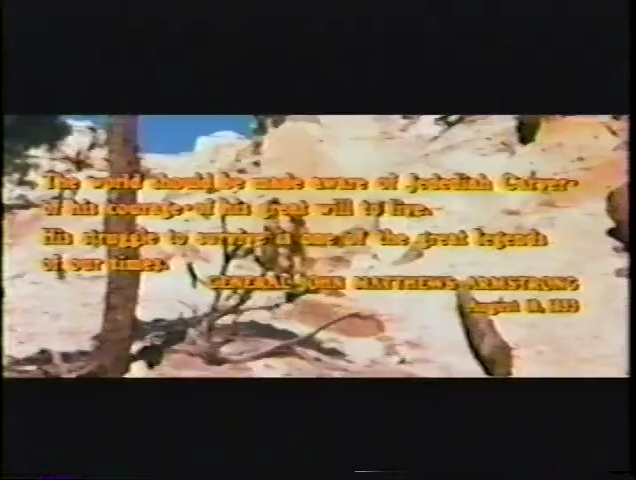 The world should be made aware of Jedediah Carver-
of his courage-of his great will to live.
His struggle to survive is one of the great legends
of our times.
GENERAL JOHN MATTHEWS ARMSTRONG
August